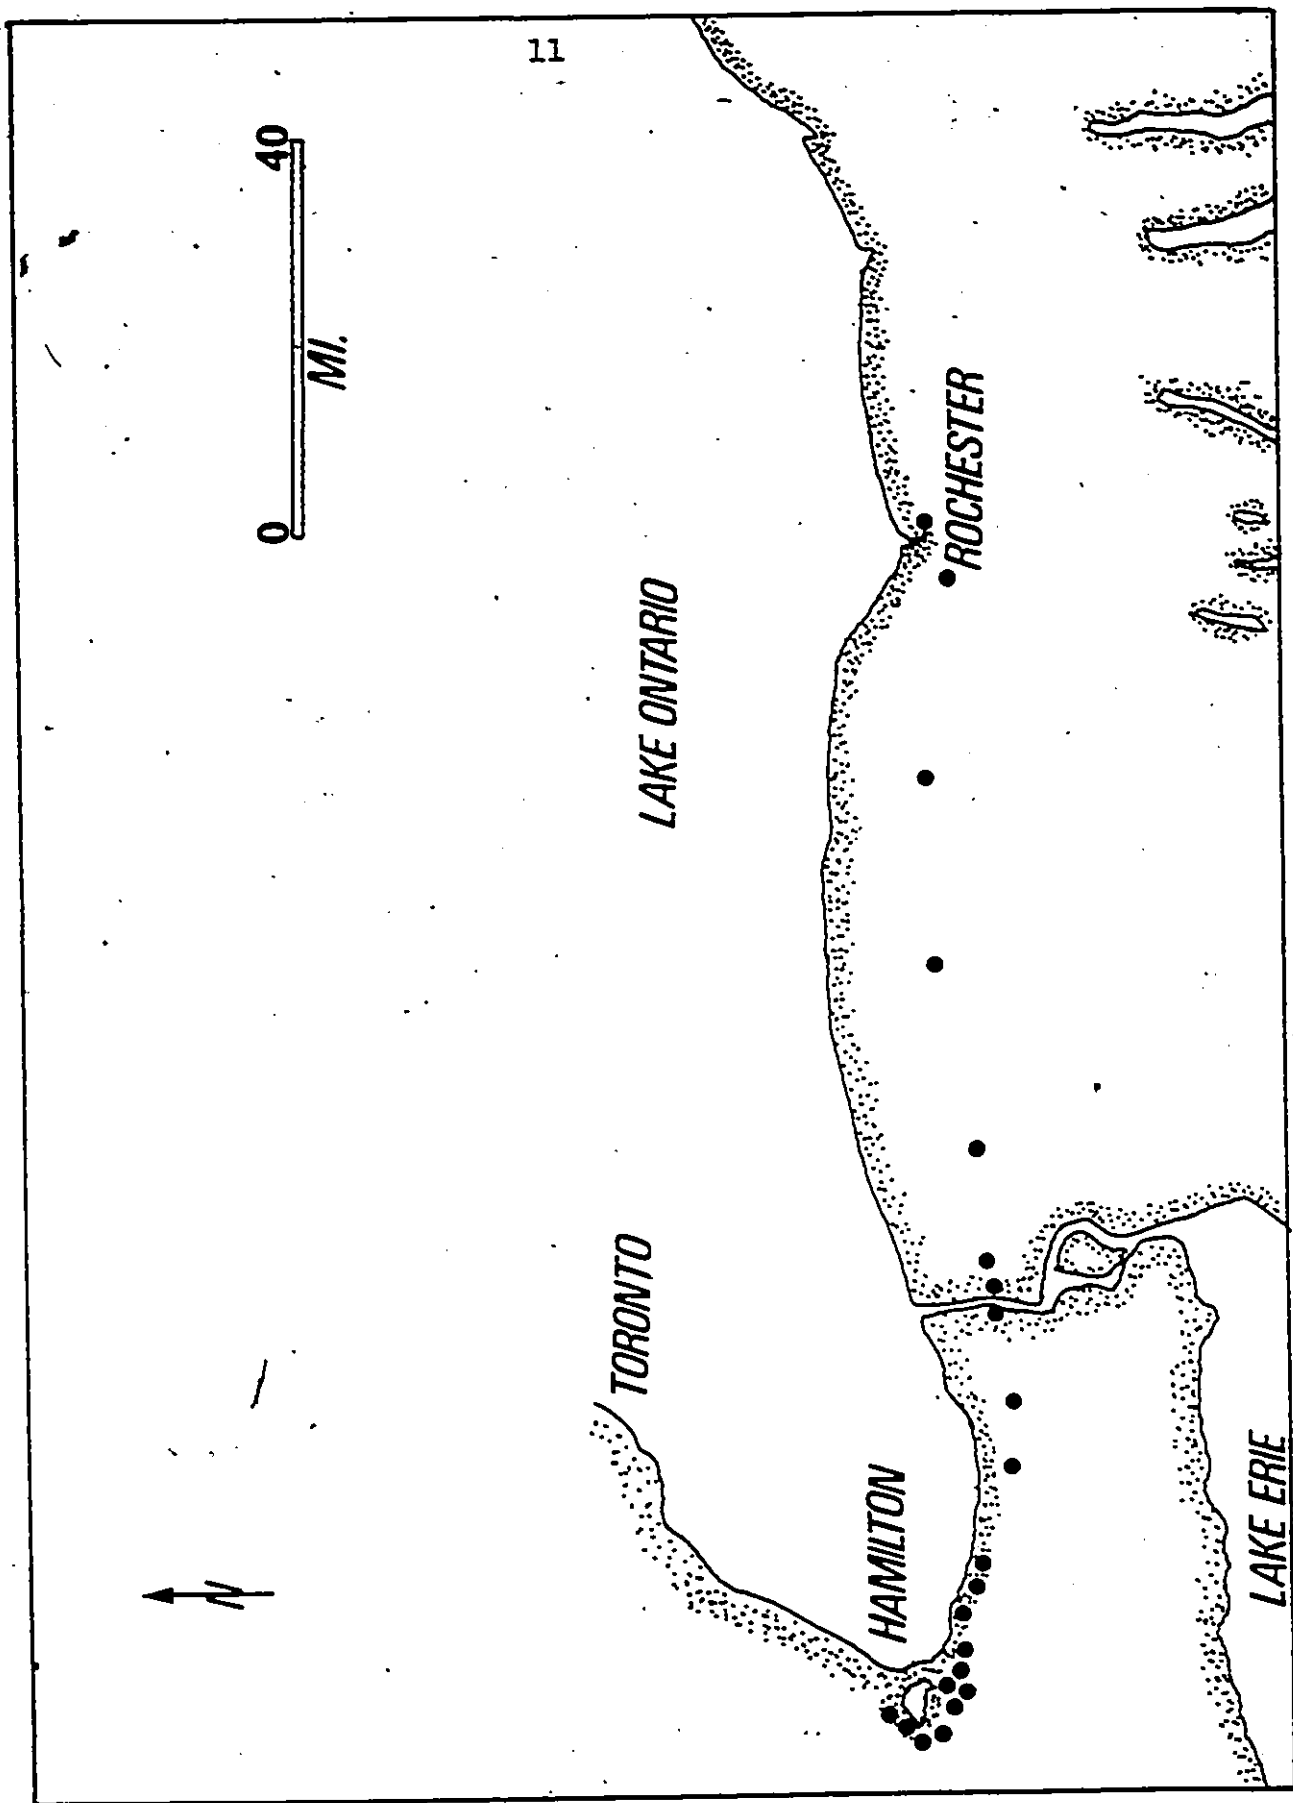 11
0 40
MI.
N
LAKE ONTARIO
TORONTO
ROCHESTER
HAMILTON
LAKE ERIE